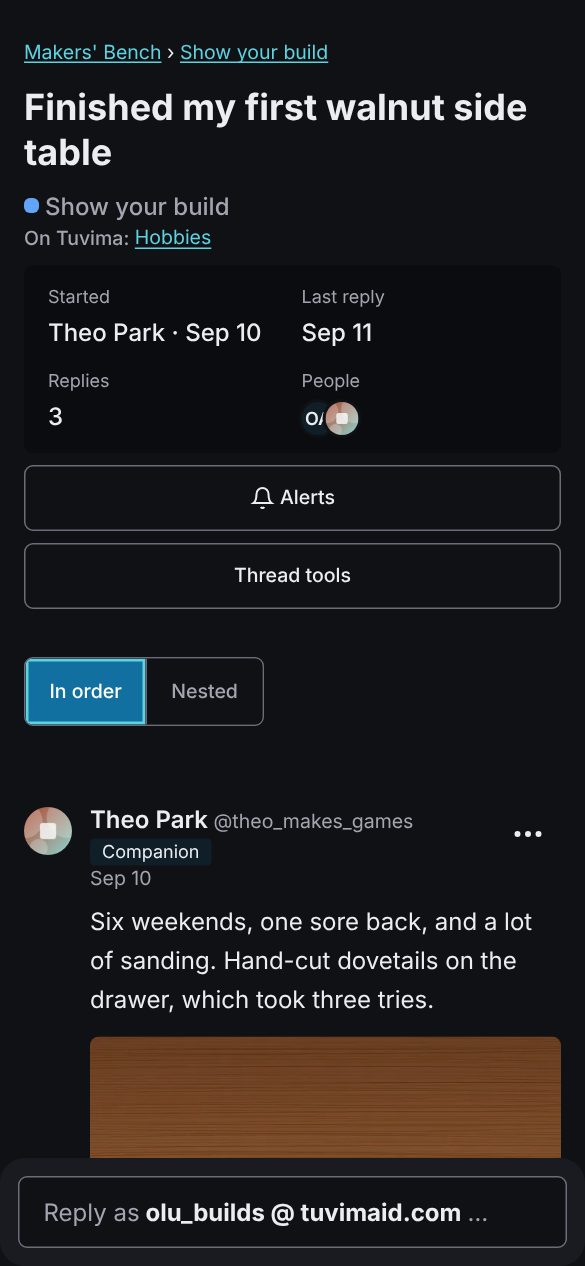 Makers' Bench › Show your build
Finished my first walnut side
table
Show your build
On Tuvima: Hobbies
Started
Theo Park · Sep 10
Last reply
Sep 11
Replies
3
People
Alerts
Thread tools
In order
Nested
Theo Park @theo_makes_games
Companion
Sep 10
Six weekends, one sore back, and a lot
of sanding. Hand-cut dovetails on the
drawer, which took three tries.
Reply as olu_builds @ tuvimaid.com ...